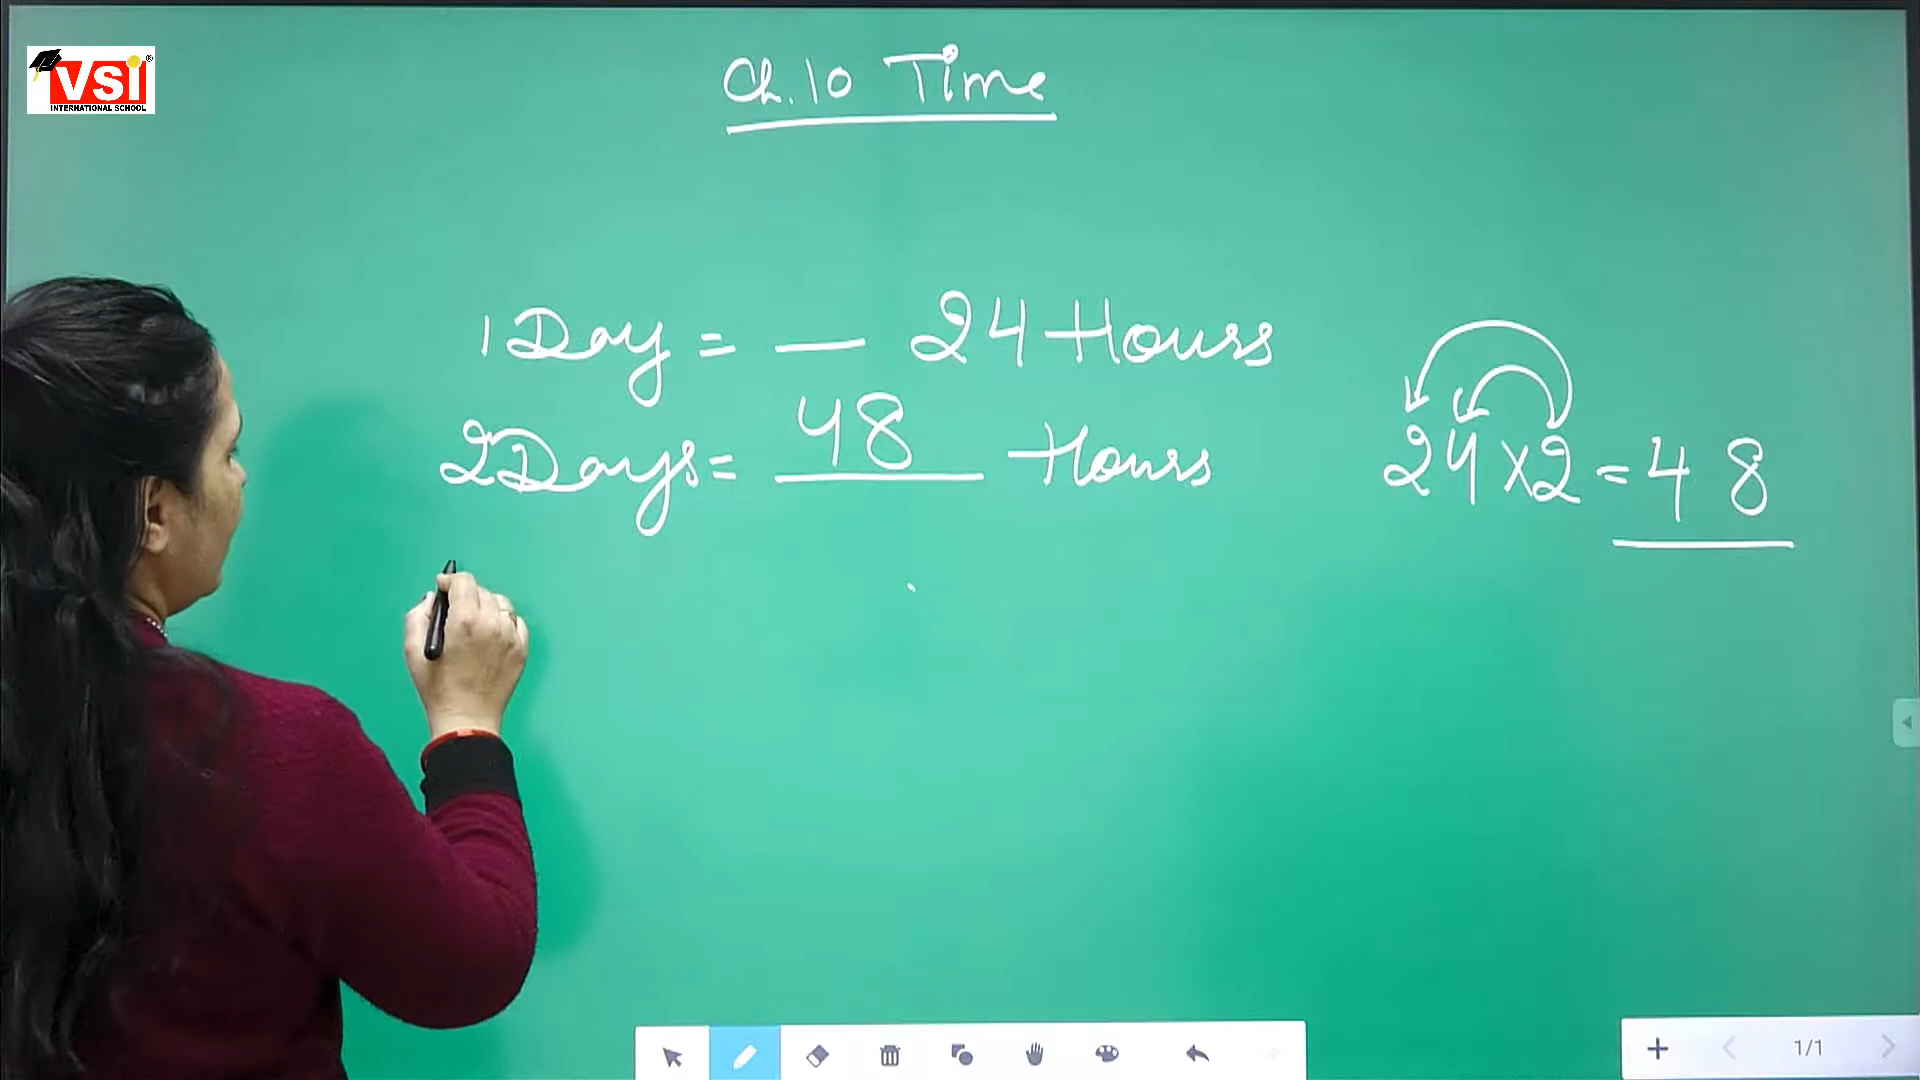 VSI
INTERNATIONAL SCHOOL
Ch.10 Time
1 Day = — 24 Hours
2 Days = 48 Hours
24 x 2 = 48
1/1